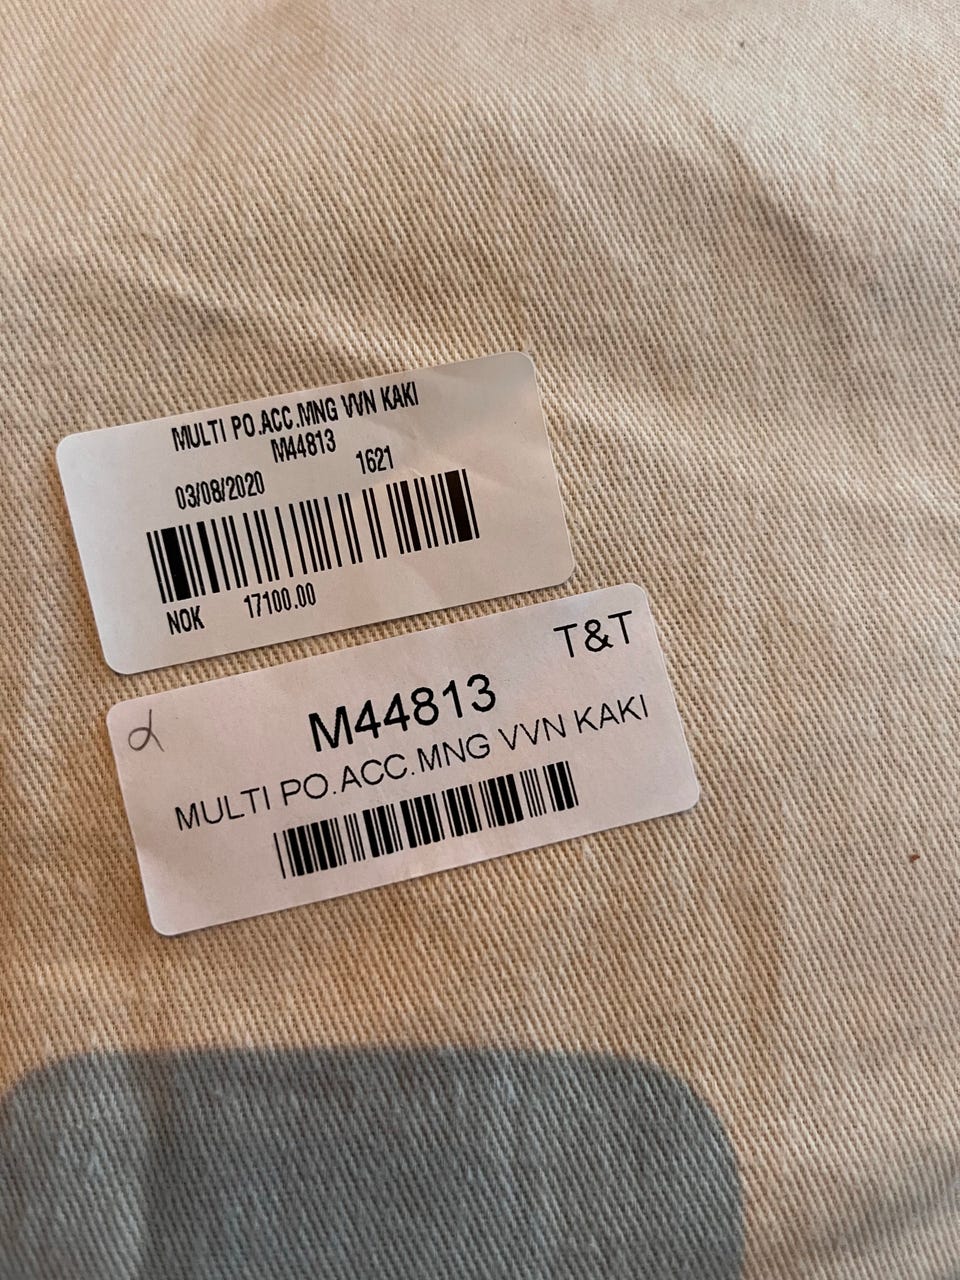 MULTI PO.ACC.MNG VVN KAKI
M44813
03/08/2020 1621
NOK 17100.00
T&T
M44813
MULTI PO.ACC.MNG VVN KAKI